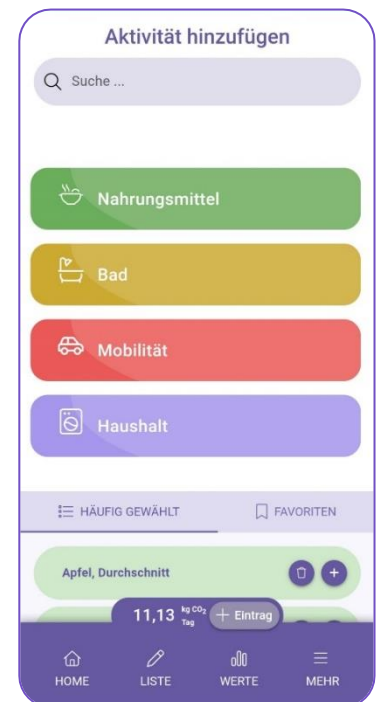 Aktivität hinzufügen
Suche ...
Nahrungsmittel
Bad
Mobilität
Haushalt
HÄUFIG GEWÄHLT FAVORITEN
Apfel, Durchschnitt
11,13 kg CO₂ Tag + Eintrag
HOME LISTE WERTE MEHR